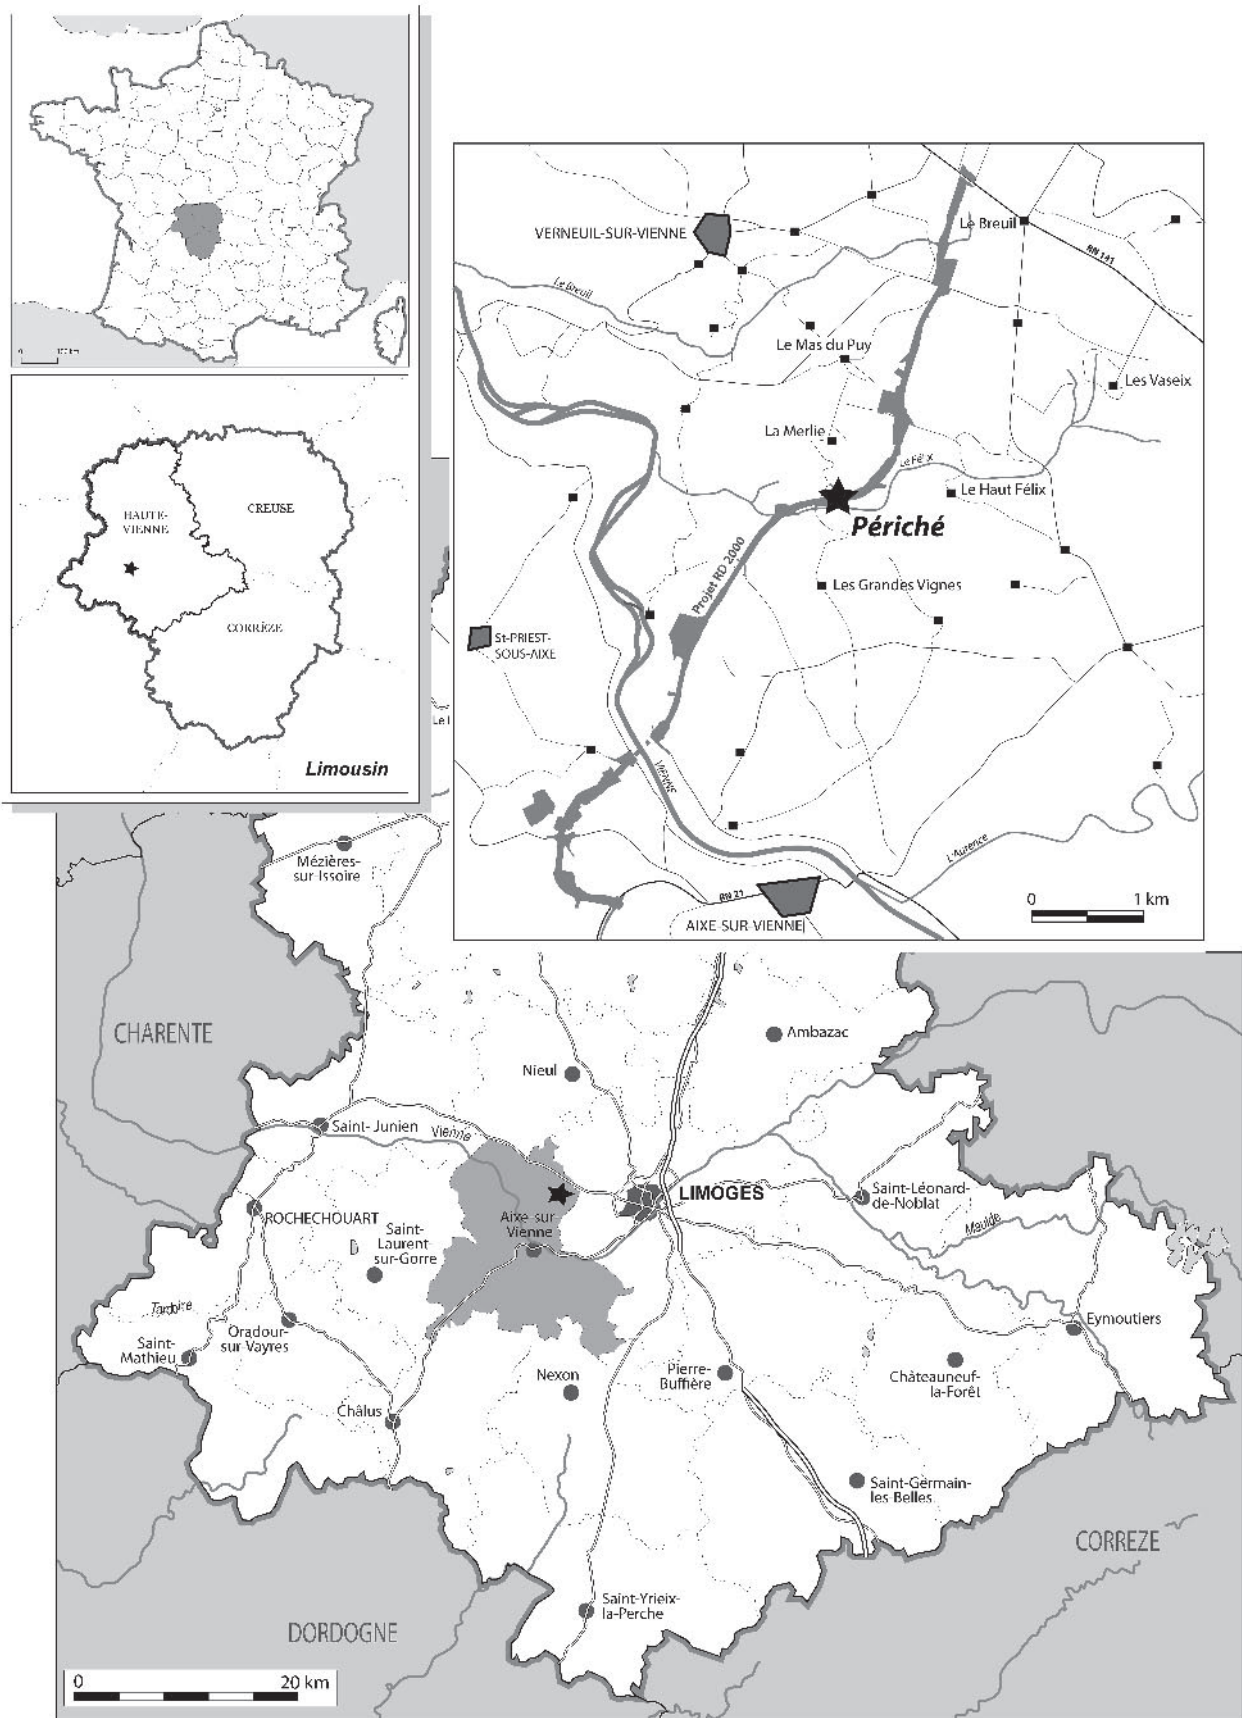 0
HAUTE-
VIENNE
CREUSE
CORRÈZE
Limousin
VERNEUIL-SUR-VIENNE
Le Breuil
RN 141
Le Breuil
Le Mas du Puy
Les Vaseix
La Merlie
Le Félix
Le Haut Félix
Périché
Projet RD 2000
Les Grandes Vignes
St-PRIEST-
SOUS-AIXE
VIENNE
L'Aurence
RN 21
AIXE-SUR-VIENNE
0 1 km
Mézières-
sur-Issoire
CHARENTE
Ambazac
Nieul
Saint-Junien
Vienne
LIMOGES
Saint-Léonard-
de-Noblat
Maulde
ROCHECHOUART
Aixe-sur
Vienne
Saint-
Laurent
sur-Gorre
Tardoire
Oradour-
sur-Vayres
Saint-
Mathieu
Eymoutiers
Châteauneuf-
la-Forêt
Pierre-
Buffière
Nexon
Châlus
Saint-Germain-
les-Belles
CORREZE
Saint-Yrieix-
la-Perche
DORDOGNE
0 20 km